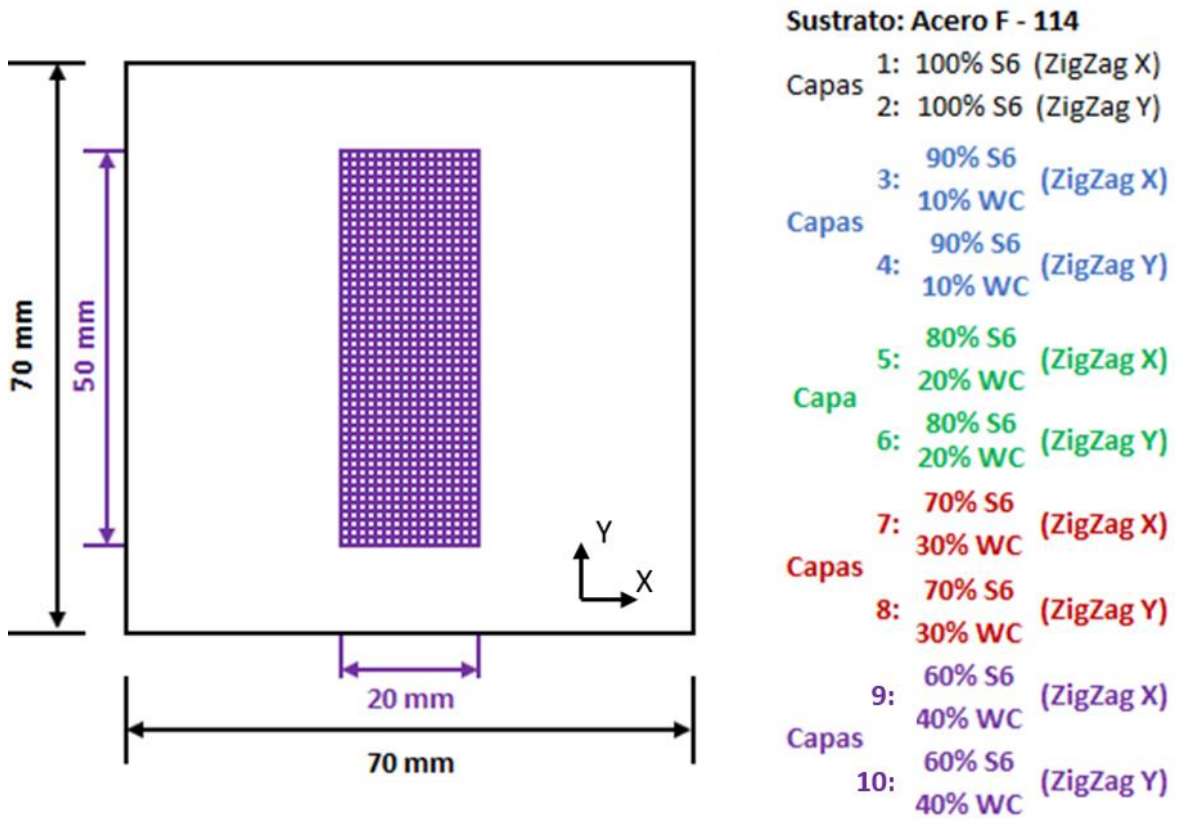 70 mm
50 mm
Y
X
20 mm
70 mm
Sustrato: Acero F - 114
Capas
1: 100% S6 (ZigZag X)
2: 100% S6 (ZigZag Y)
Capas
3: 90% S6 10% WC (ZigZag X)
4: 90% S6 10% WC (ZigZag Y)
Capa
5: 80% S6 20% WC (ZigZag X)
6: 80% S6 20% WC (ZigZag Y)
Capas
7: 70% S6 30% WC (ZigZag X)
8: 70% S6 30% WC (ZigZag Y)
Capas
9: 60% S6 40% WC (ZigZag X)
10: 60% S6 40% WC (ZigZag Y)